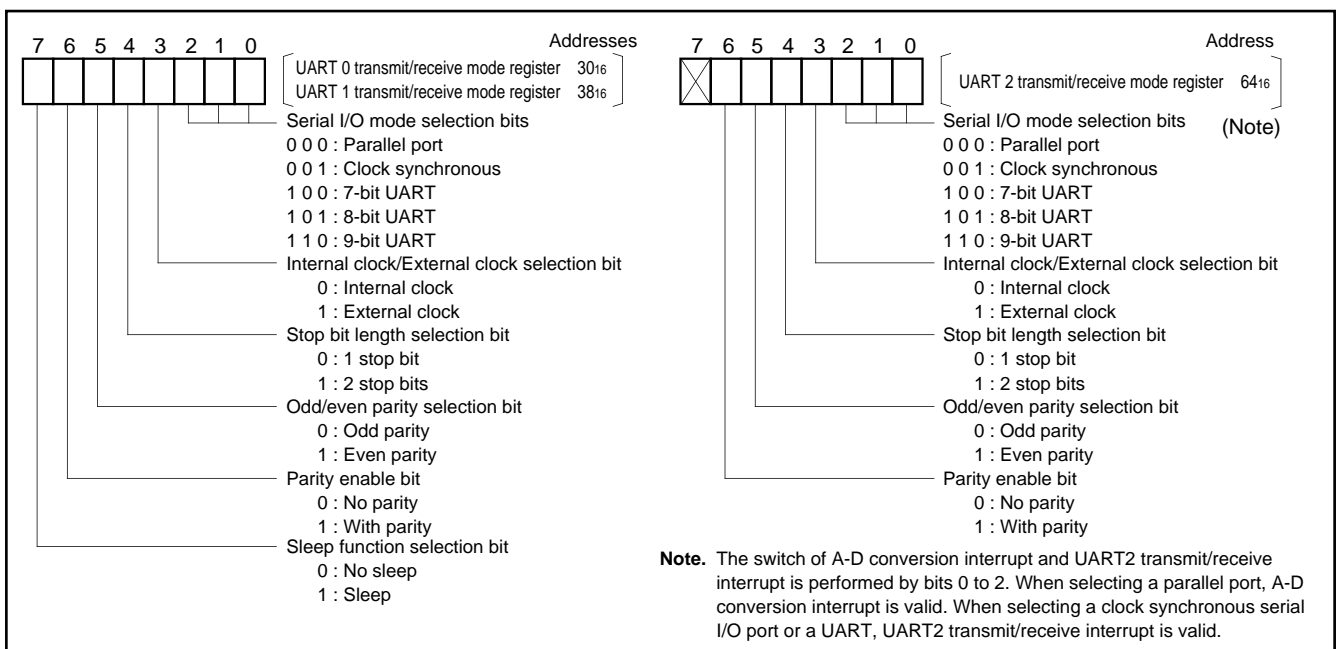 7 6 5 4 3 2 1 0
Addresses
UART 0 transmit/receive mode register 30₁₆
UART 1 transmit/receive mode register 38₁₆
Serial I/O mode selection bits
0 0 0 : Parallel port
0 0 1 : Clock synchronous
1 0 0 : 7-bit UART
1 0 1 : 8-bit UART
1 1 0 : 9-bit UART
Internal clock/External clock selection bit
0 : Internal clock
1 : External clock
Stop bit length selection bit
0 : 1 stop bit
1 : 2 stop bits
Odd/even parity selection bit
0 : Odd parity
1 : Even parity
Parity enable bit
0 : No parity
1 : With parity
Sleep function selection bit
0 : No sleep
1 : Sleep
7 6 5 4 3 2 1 0
Address
UART 2 transmit/receive mode register 64₁₆
Serial I/O mode selection bits (Note)
0 0 0 : Parallel port
0 0 1 : Clock synchronous
1 0 0 : 7-bit UART
1 0 1 : 8-bit UART
1 1 0 : 9-bit UART
Internal clock/External clock selection bit
0 : Internal clock
1 : External clock
Stop bit length selection bit
0 : 1 stop bit
1 : 2 stop bits
Odd/even parity selection bit
0 : Odd parity
1 : Even parity
Parity enable bit
0 : No parity
1 : With parity
Note. The switch of A-D conversion interrupt and UART2 transmit/receive
interrupt is performed by bits 0 to 2. When selecting a parallel port, A-D
conversion interrupt is valid. When selecting a clock synchronous serial
I/O port or a UART, UART2 transmit/receive interrupt is valid.